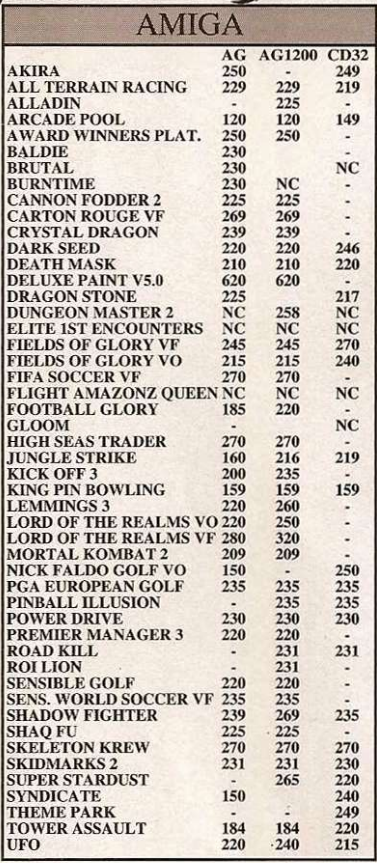 AMIGA
AG AG1200 CD32
AKIRA 250 - 249
ALL TERRAIN RACING 229 229 219
ALLADIN - 225 -
ARCADE POOL 120 120 149
AWARD WINNERS PLAT. 250 250 -
BALDIE 230 -
BRUTAL 230 NC
BURNTIME 230 NC -
CANNON FODDER 2 225 225 -
CARTON ROUGE VF 269 269 -
CRYSTAL DRAGON 239 239 -
DARK SEED 220 220 246
DEATH MASK 210 210 220
DELUXE PAINT V5.0 620 620 -
DRAGON STONE 225 217
DUNGEON MASTER 2 NC 258 NC
ELITE 1ST ENCOUNTERS NC NC NC
FIELDS OF GLORY VF 245 245 270
FIELDS OF GLORY VO 215 215 240
FIFA SOCCER VF 270 270 -
FLIGHT AMAZONZ QUEEN NC NC NC
FOOTBALL GLORY 185 220 -
GLOOM - NC
HIGH SEAS TRADER 270 270 -
JUNGLE STRIKE 160 216 219
KICK OFF 3 200 235 -
KING PIN BOWLING 159 159 159
LEMMINGS 3 220 260 -
LORD OF THE REALMS VO 220 250 -
LORD OF THE REALMS VF 280 320 -
MORTAL KOMBAT 2 209 209 -
NICK FALDO GOLF VO 150 - 250
PGA EUROPEAN GOLF 235 235 235
PINBALL ILLUSION - 235 235
POWER DRIVE 230 230 230
PREMIER MANAGER 3 220 220 -
ROAD KILL - 231 231
ROI LION - 231 -
SENSIBLE GOLF 220 220 -
SENS. WORLD SOCCER VF 235 235 -
SHADOW FIGHTER 239 269 235
SHAQ FU 225 225 -
SKELETON KREW 270 270 270
SKIDMARKS 2 231 231 230
SUPER STARDUST - 265 220
SYNDICATE 150 240
THEME PARK - - 249
TOWER ASSAULT 184 184 220
UFO 220 240 215